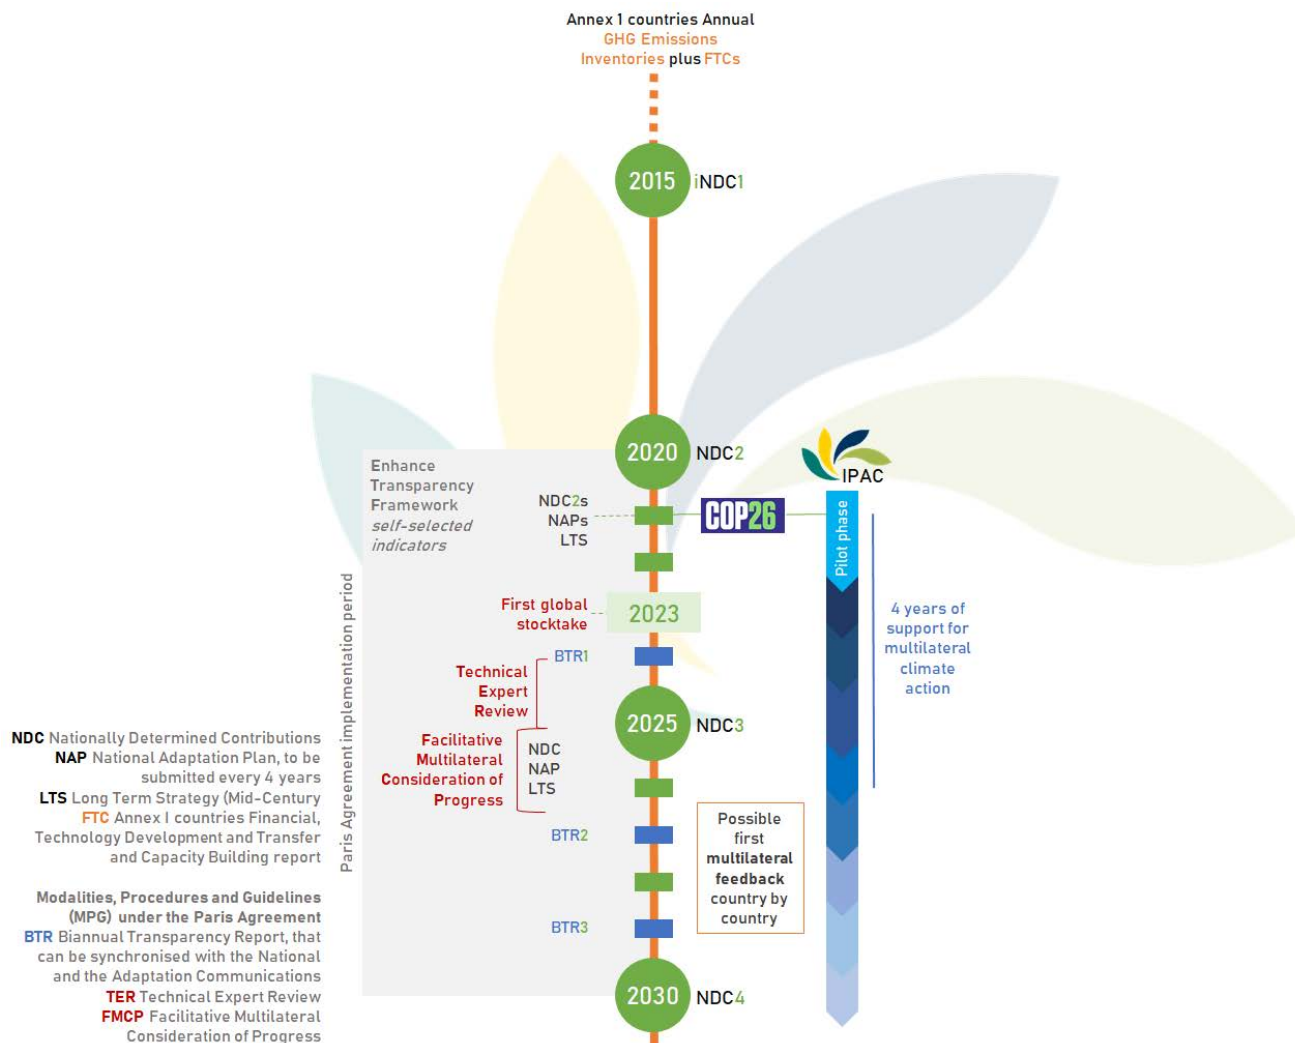 Annex 1 countries Annual
GHG Emissions
Inventories plus FTCs
2015
iNDC1
2020
NDC2
IPAC
Enhance
Transparency
Framework
self-selected
indicators
NDC2s
NAPs
LTS
COP26
Pilot phase
First global
stocktake
2023
4 years of
support for
multilateral
climate
action
BTR1
Technical
Expert
Review
2025
NDC3
Facilitative
Multilateral
Consideration of
Progress
NDC
NAP
LTS
Paris Agreement implementation period
BTR2
Possible
first
multilateral
feedback
country by
country
BTR3
2030
NDC4
NDC Nationally Determined Contributions
NAP National Adaptation Plan, to be
submitted every 4 years
LTS Long Term Strategy (Mid-Century
FTC Annex I countries Financial,
Technology Development and Transfer
and Capacity Building report
Modalities, Procedures and Guidelines
(MPG) under the Paris Agreement
BTR Biannual Transparency Report, that
can be synchronised with the National
and the Adaptation Communications
TER Technical Expert Review
FMCP Facilitative Multilateral
Consideration of Progress